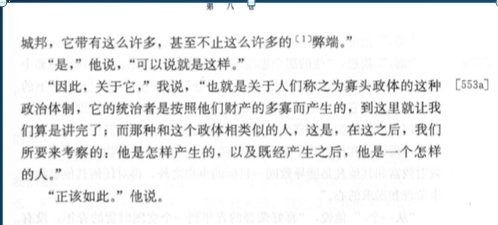 第 八 卷
城邦，它带有这么许多，甚至不止这么许多的〔1〕弊端。”
“是，”他说，“可以说就是这样。”
“因此，关于它，”我说，“也就是关于人们称之为寡头政体的这种 [553a]
政治体制，它的统治者是按照他们财产的多寡而产生的，到这里就让我
们算是讲完了；而那种和这个政体相类似的人，这是，在这之后，我们
所要来考察的：他是怎样产生的，以及既经产生之后，他是一个怎样
的人。”
“正该如此。”他说。